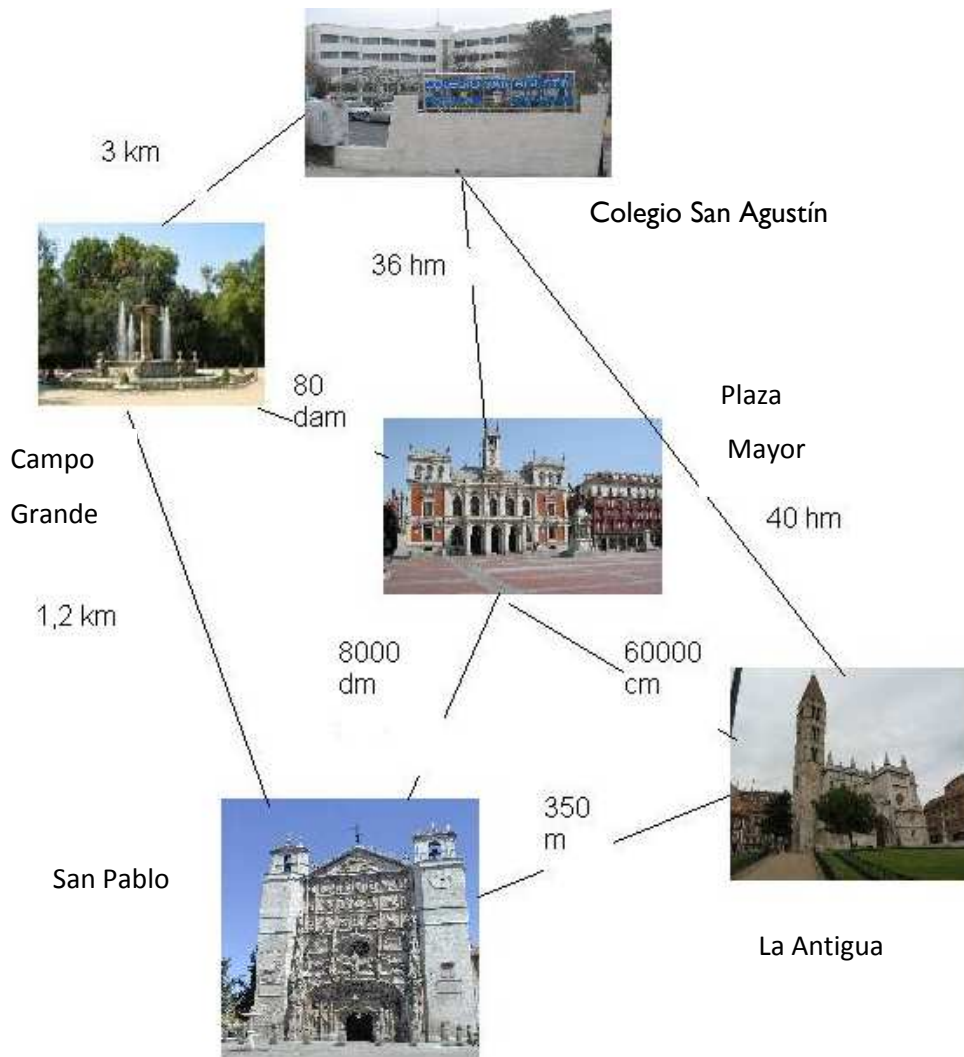 3 km
Colegio San Agustín
36 hm
80
dam
Plaza
Mayor
Campo
Grande
40 hm
1,2 km
8000
dm
60000
cm
350
m
San Pablo
La Antigua